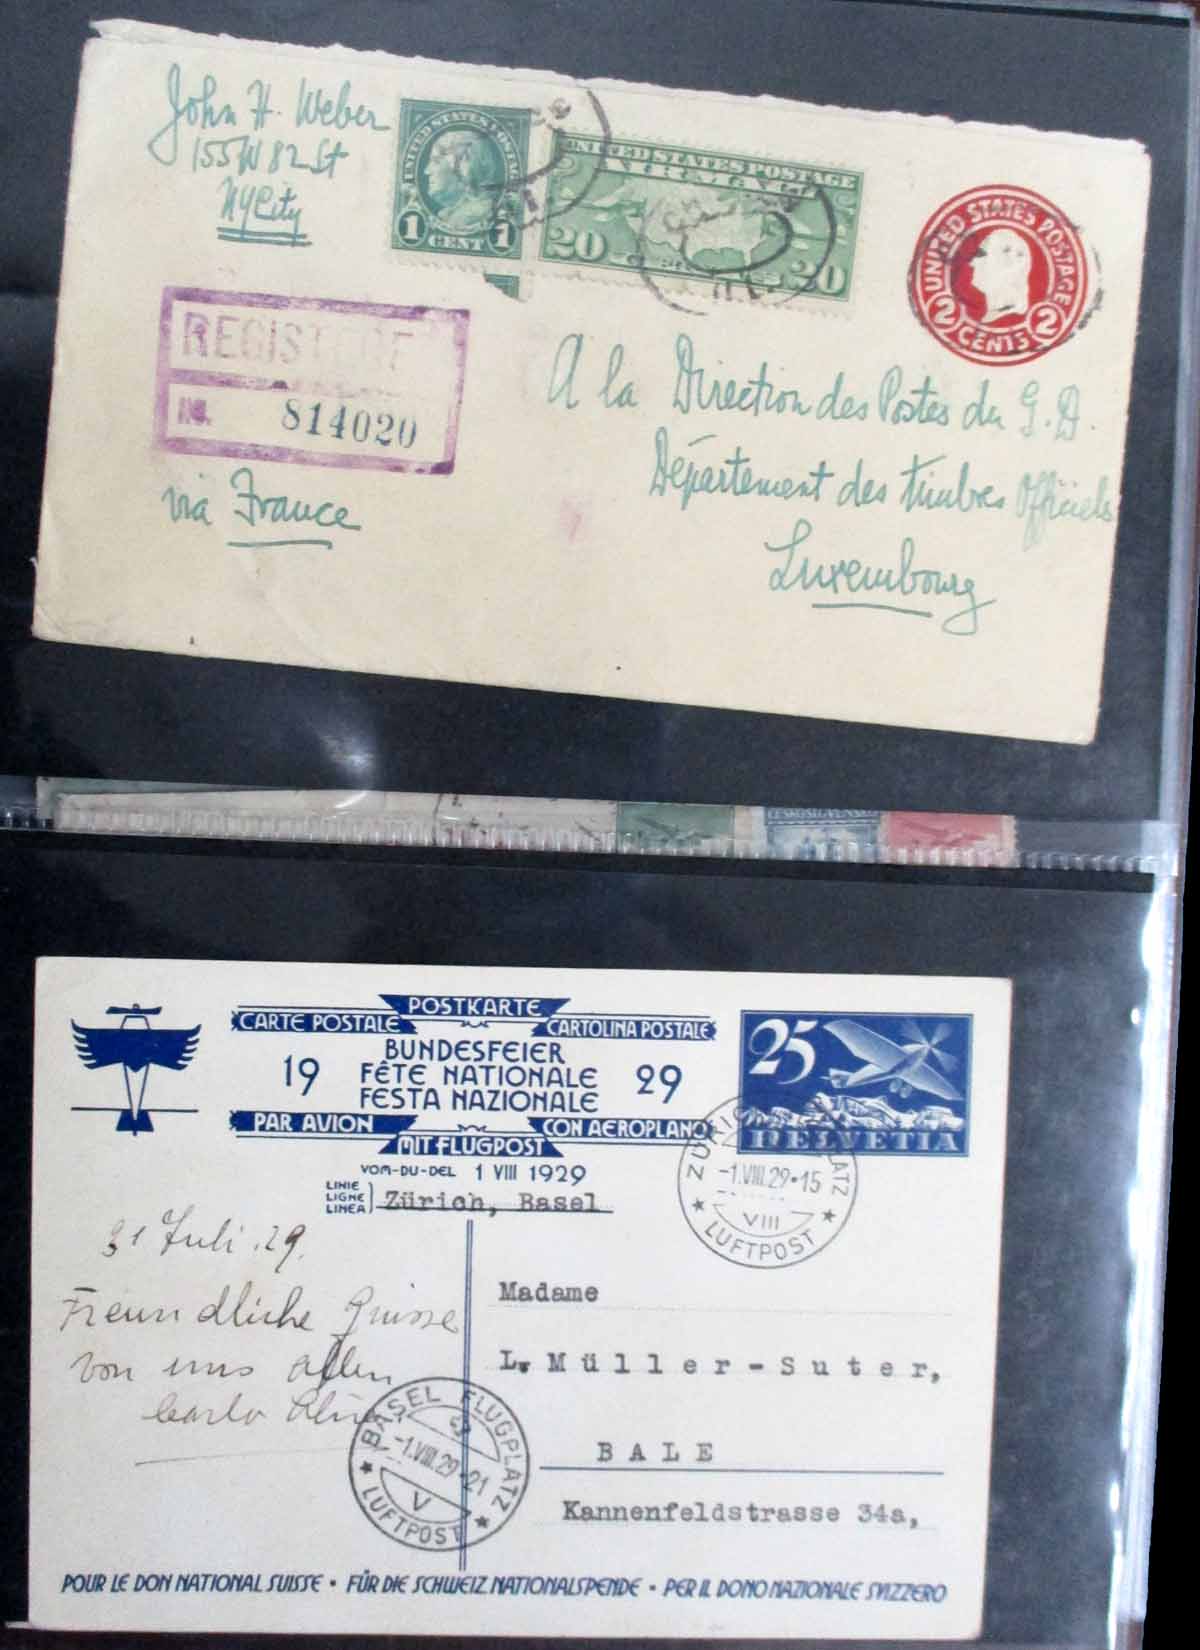 John H. Weber
155 W 82 St
NYCity
UNITED STATES POSTAGE
1 CENT 1
UNITED STATES POSTAGE
AIR MAIL
20 20
UNITED STATES POSTAGE
2 CENTS 2
REGISTERED
NO. 814020
via France
A la Direction des Postes du G. D.
Département des timbres Officiels
Luxembourg
CESKOSLOVENSKO
POSTKARTE
CARTE POSTALE CARTOLINA POSTALE
19 BUNDESFEIER 29
FÊTE NATIONALE
FESTA NAZIONALE
PAR AVION CON AEROPLANO
MIT FLUGPOST
VOM-DU-DEL 1 VIII 1929
LINIE
LIGNE
LINEA
Zürich, Basel
25
HELVETIA
ZÜRICH FLUGPLATZ
-1.VIII.29-15
VIII
LUFTPOST
31 Juli .29.
Freundliche Grüsse
von uns allen
Carlo
Madame
L. Müller-Suter,
BALE
Kannenfeldstrasse 34a,
BASEL FLUGPLATZ
-1.VIII.29-21
V
LUFTPOST
POUR LE DON NATIONAL SUISSE • FÜR DIE SCHWEIZ NATIONALSPENDE • PER IL DONO NAZIONALE SVIZZERO